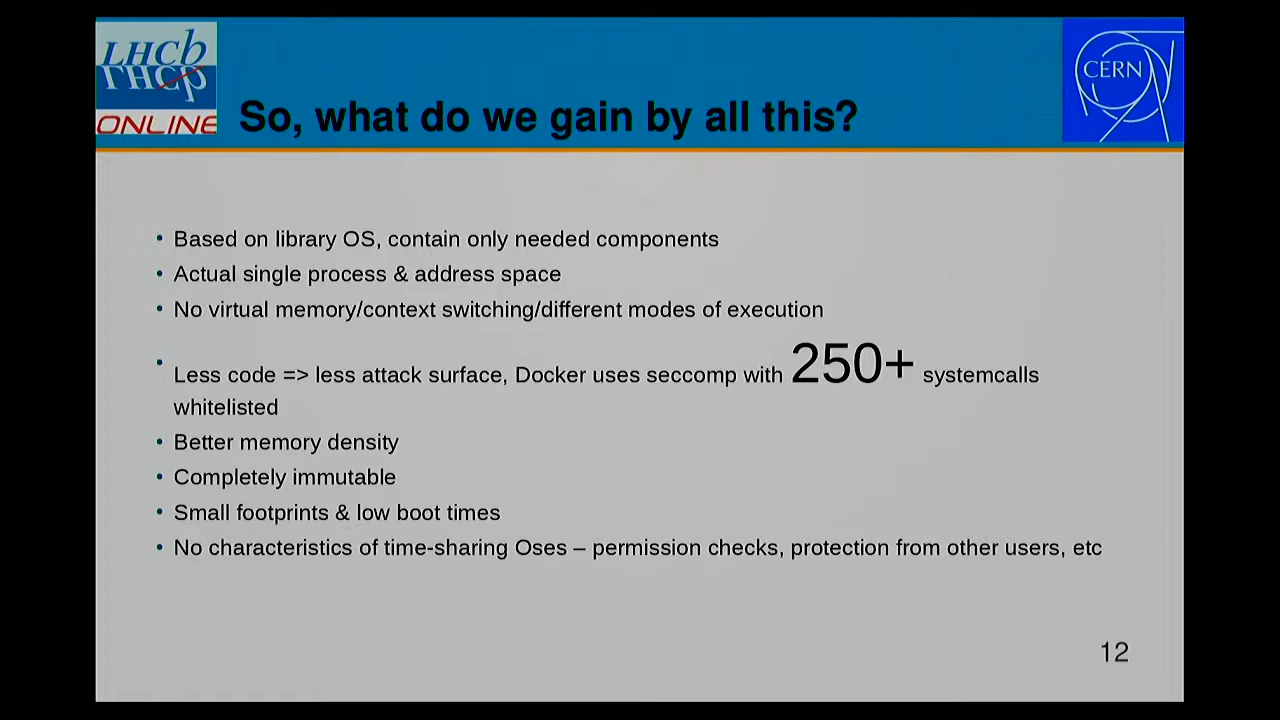 LHCb
ONLINE
CERN
So, what do we gain by all this?
• Based on library OS, contain only needed components
• Actual single process & address space
• No virtual memory/context switching/different modes of execution
• Less code => less attack surface, Docker uses seccomp with 250+ systemcalls
whitelisted
• Better memory density
• Completely immutable
• Small footprints & low boot times
• No characteristics of time-sharing Oses – permission checks, protection from other users, etc
12